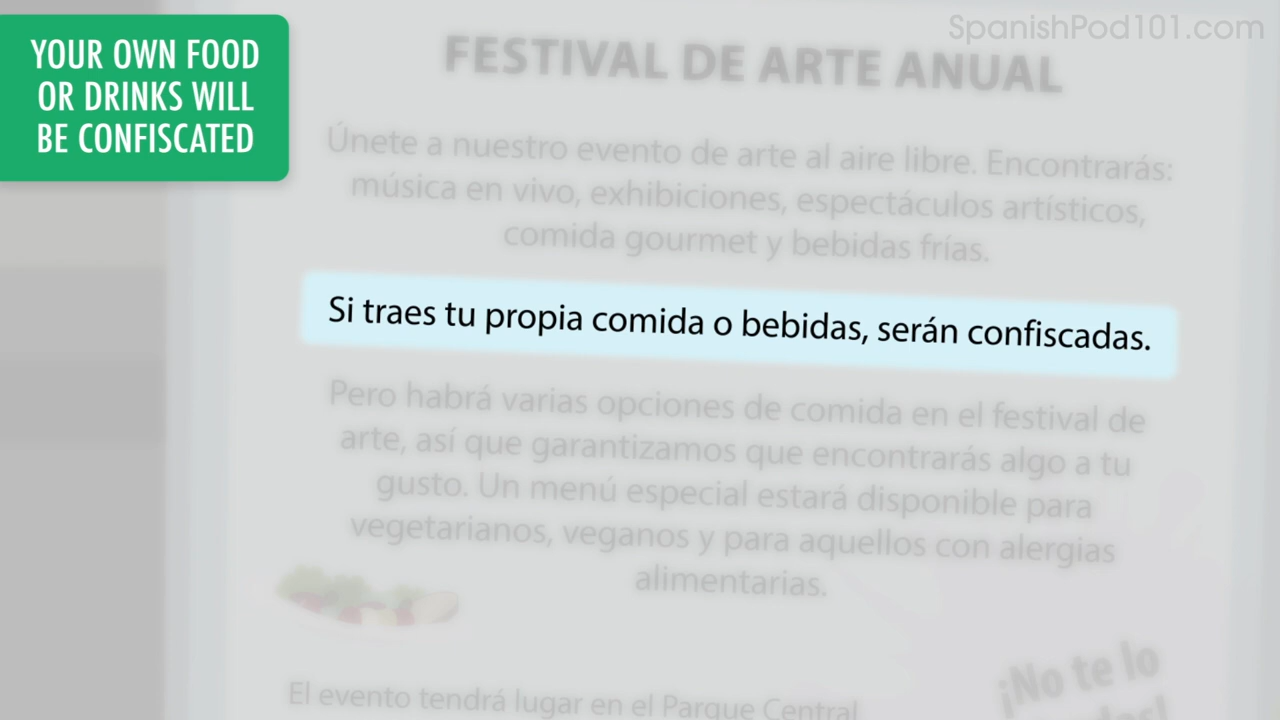 SpanishPod101.com
YOUR OWN FOOD
OR DRINKS WILL
BE CONFISCATED
FESTIVAL DE ARTE ANUAL
Únete a nuestro evento de arte al aire libre. Encontrarás:
música en vivo, exhibiciones, espectáculos artísticos,
comida gourmet y bebidas frías.
Si traes tu propia comida o bebidas, serán confiscadas.
Pero habrá varias opciones de comida en el festival de
arte, así que garantizamos que encontrarás algo a tu
gusto. Un menú especial estará disponible para
vegetarianos, veganos y para aquellos con alergias
alimentarias.
El evento tendrá lugar en el Parque Central
¡No te lo